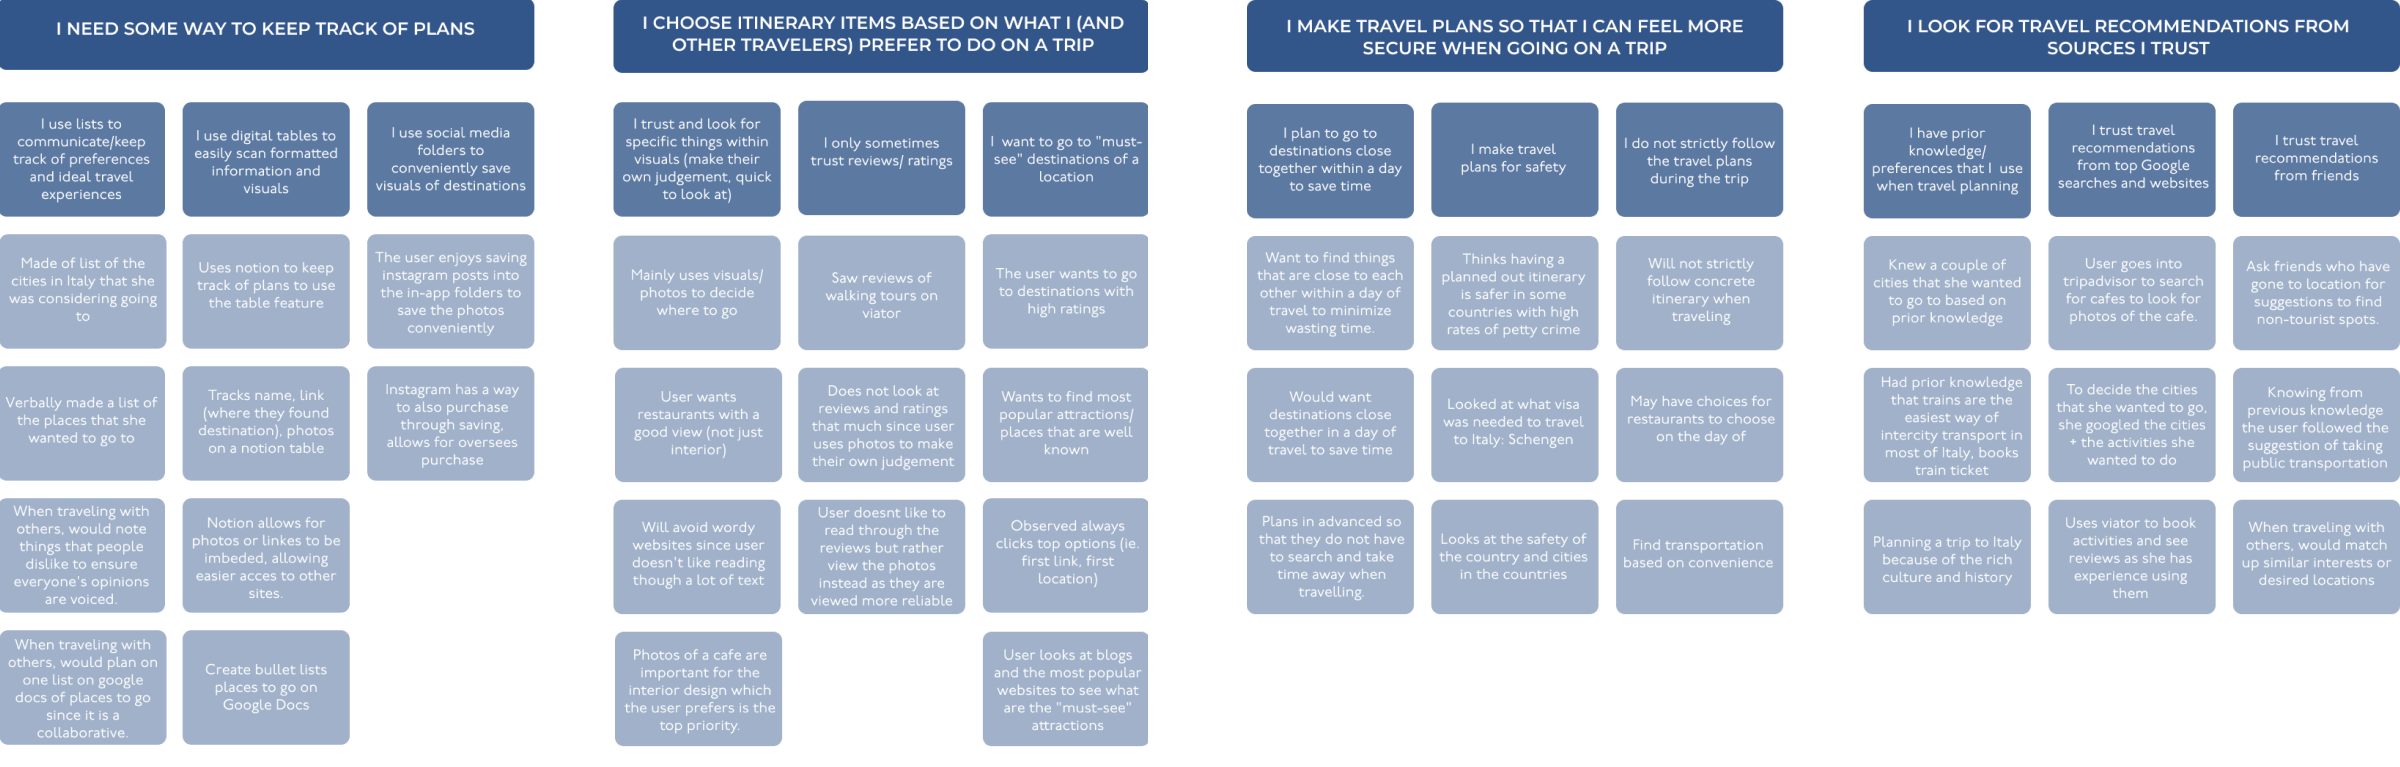 I NEED SOME WAY TO KEEP TRACK OF PLANS
I use lists to
communicate/keep
track of preferences
and ideal travel
experiences
I use digital tables to
easily scan formatted
information and
visuals
I use social media
folders to
conveniently save
visuals of destinations
Made of list of the
cities in Italy that she
was considering going
to
Uses notion to keep
track of plans to use
the table feature
The user enjoys saving
instagram posts into
the in-app folders to
save the photos
conveniently
Verbally made a list of
the places that she
wanted to go to
Tracks name, link
(where they found
destination), photos
on a notion table
Instagram has a way
to also purchase
through saving,
allows for oversees
purchase
When traveling with
others, would note
things that people
dislike to ensure
everyone's opinions
are voiced.
Notion allows for
photos or linkes to be
imbeded, allowing
easier acces to other
sites.
When traveling with
others, would plan on
one list on google
docs of places to go
since it is a
collaborative.
Create bullet lists
places to go on
Google Docs
I CHOOSE ITINERARY ITEMS BASED ON WHAT I (AND
OTHER TRAVELERS) PREFER TO DO ON A TRIP
I trust and look for
specific things within
visuals (make their
own judgement, quick
to look at)
I only sometimes
trust reviews/ ratings
I want to go to "must-
see" destinations of a
location
Mainly uses visuals/
photos to decide
where to go
Saw reviews of
walking tours on
viator
The user wants to go
to destinations with
high ratings
User wants
restaurants with a
good view (not just
interior)
Does not look at
reviews and ratings
that much since user
uses photos to make
their own judgement
Wants to find most
popular attractions/
places that are well
known
Will avoid wordy
websites since user
doesn't like reading
though a lot of text
User doesnt like to
read through the
reviews but rather
view the photos
instead as they are
viewed more reliable
Observed always
clicks top options (ie.
first link, first
location)
Photos of a cafe are
important for the
interior design which
the user prefers is the
top priority.
User looks at blogs
and the most popular
websites to see what
are the "must-see"
attractions
I MAKE TRAVEL PLANS SO THAT I CAN FEEL MORE
SECURE WHEN GOING ON A TRIP
I plan to go to
destinations close
together within a day
to save time
I make travel
plans for safety
I do not strictly follow
the travel plans
during the trip
Want to find things
that are close to each
other within a day of
travel to minimize
wasting time.
Thinks having a
planned out itinerary
is safer in some
countries with high
rates of petty crime
Will not strictly
follow concrete
itinerary when
traveling
Would want
destinations close
together in a day of
travel to save time
Looked at what visa
was needed to travel
to Italy: Schengen
May have choices for
restaurants to choose
on the day of
Plans in advanced so
that they do not have
to search and take
time away when
travelling.
Looks at the safety of
the country and cities
in the countries
Find transportation
based on convenience
I LOOK FOR TRAVEL RECOMMENDATIONS FROM
SOURCES I TRUST
I have prior
knowledge/
preferences that I use
when travel planning
I trust travel
recommendations
from top Google
searches and websites
I trust travel
recommendations
from friends
Knew a couple of
cities that she wanted
to go to based on
prior knowledge
User goes into
tripadvisor to search
for cafes to look for
photos of the cafe.
Ask friends who have
gone to location for
suggestions to find
non-tourist spots.
Had prior knowledge
that trains are the
easiest way of
intercity transport in
most of Italy, books
train ticket
To decide the cities
that she wanted to go,
she googled the cities
+ the activities she
wanted to do
Knowing from
previous knowledge
the user followed the
suggestion of taking
public transportation
Planning a trip to Italy
because of the rich
culture and history
Uses viator to book
activities and see
reviews as she has
experience using
them
When traveling with
others, would match
up similar interests or
desired locations